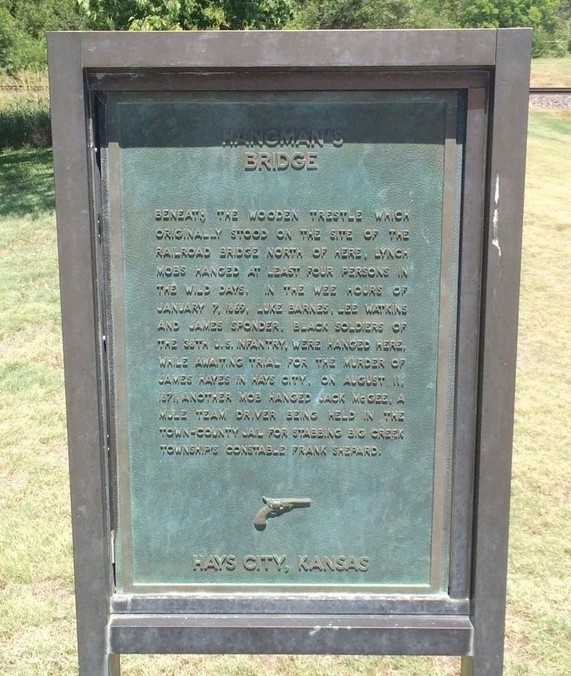 HANGMAN'S
BRIDGE
BENEATH THE WOODEN TRESTLE WHICH
ORIGINALLY STOOD ON THE SITE OF THE
RAILROAD BRIDGE NORTH OF HERE, LYNCH
MOBS HANGED AT LEAST FOUR PERSONS IN
THE WILD DAYS. IN THE WEE HOURS OF
JANUARY 7, 1869, LUKE BARNES, LEE WATKINS
AND JAMES SPONDER, BLACK SOLDIERS OF
THE 38TH U.S. INFANTRY, WERE HANGED HERE,
WHILE AWAITING TRIAL FOR THE MURDER OF
JAMES HAYES IN HAYS CITY. ON AUGUST 11,
1871, ANOTHER MOB HANGED JACK McGEE, A
MULE TEAM DRIVER BEING HELD IN THE
TOWN-COUNTY JAIL FOR STABBING BIG CREEK
TOWNSHIP'S CONSTABLE FRANK SHEPARD.
HAYS CITY, KANSAS